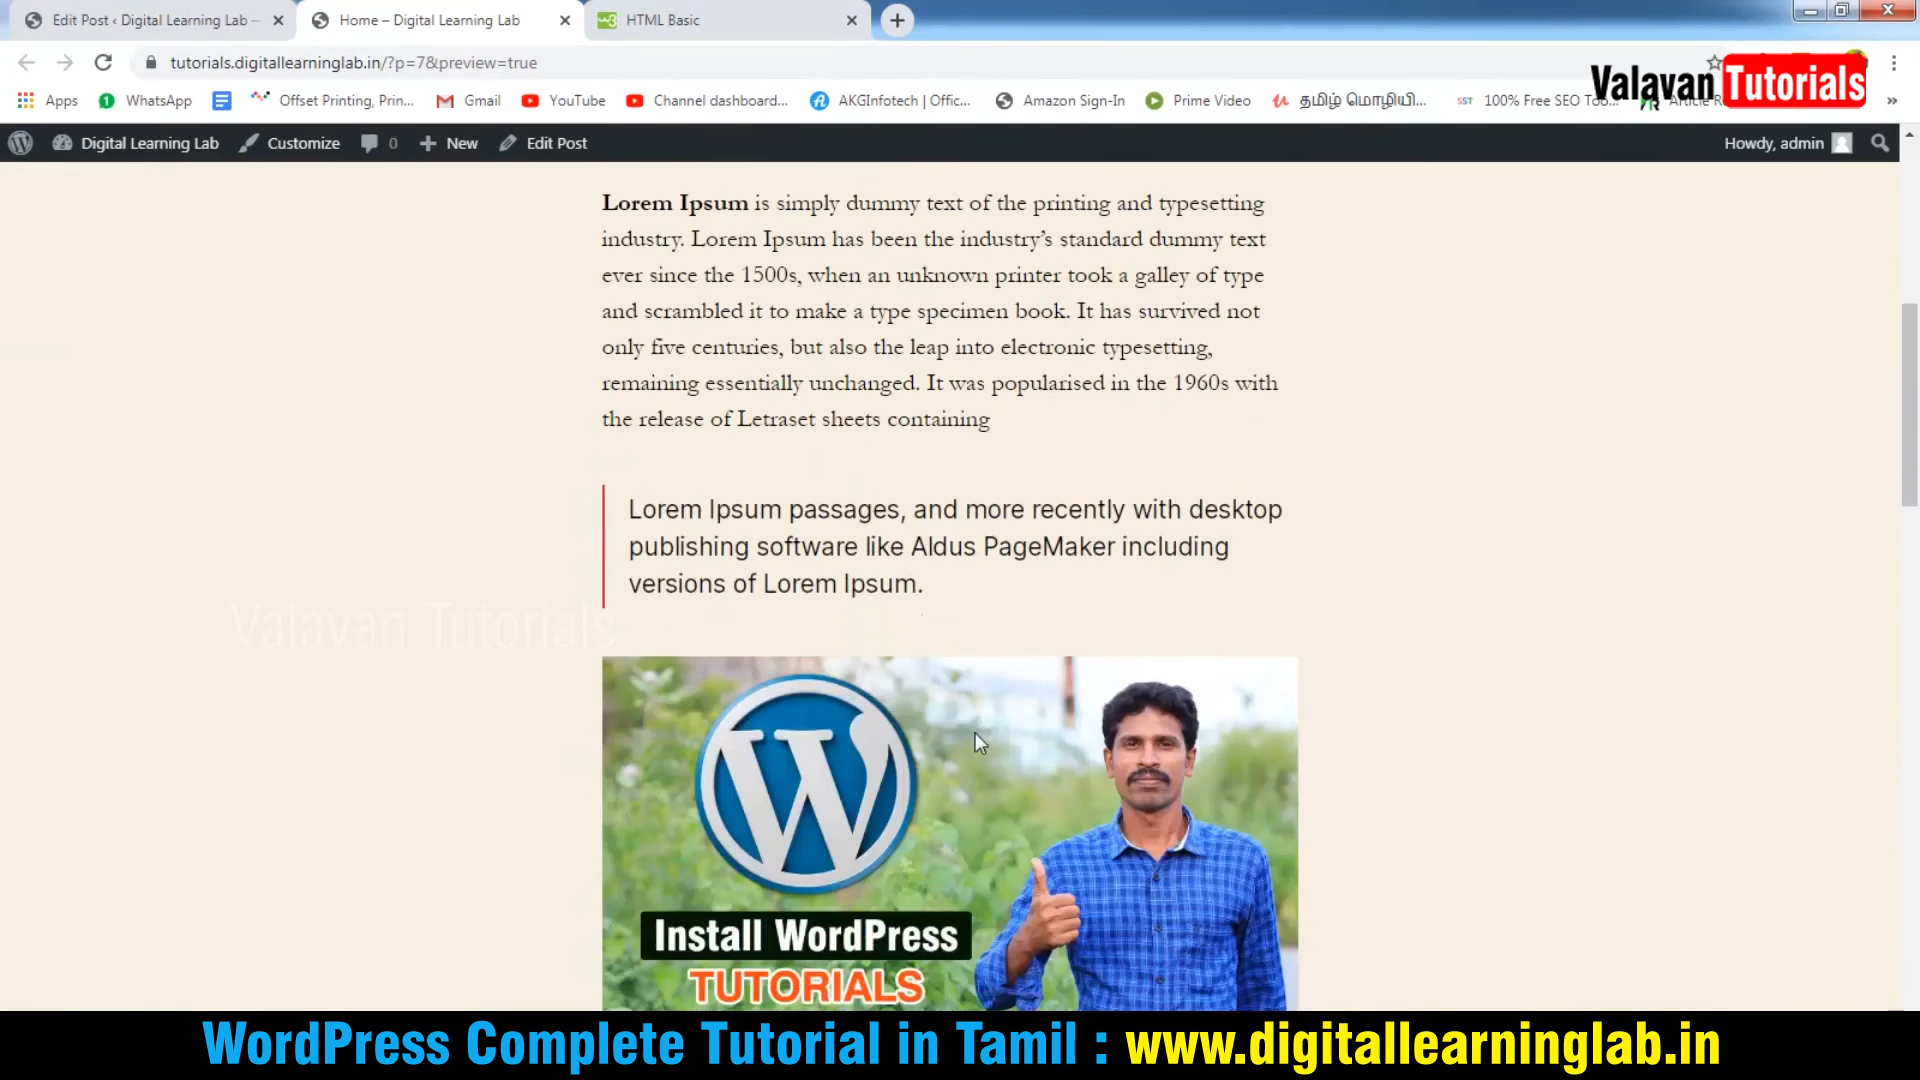 Edit Post ‹ Digital Learning Lab –
Home – Digital Learning Lab
HTML Basic
tutorials.digitallearninglab.in/?p=7&preview=true
Valavan Tutorials
Apps
WhatsApp
Offset Printing, Prin...
Gmail
YouTube
Channel dashboard...
AKGInfotech | Offic...
Amazon Sign-In
Prime Video
தமிழ் மொழியி...
SST 100% Free SEO Too...
Digital Learning Lab
Customize
0
New
Edit Post
Howdy, admin
Lorem Ipsum is simply dummy text of the printing and typesetting
industry. Lorem Ipsum has been the industry’s standard dummy text
ever since the 1500s, when an unknown printer took a galley of type
and scrambled it to make a type specimen book. It has survived not
only five centuries, but also the leap into electronic typesetting,
remaining essentially unchanged. It was popularised in the 1960s with
the release of Letraset sheets containing
Lorem Ipsum passages, and more recently with desktop
publishing software like Aldus PageMaker including
versions of Lorem Ipsum.
Valavan Tutorials
W
Install WordPress
TUTORIALS
WordPress Complete Tutorial in Tamil : www.digitallearninglab.in